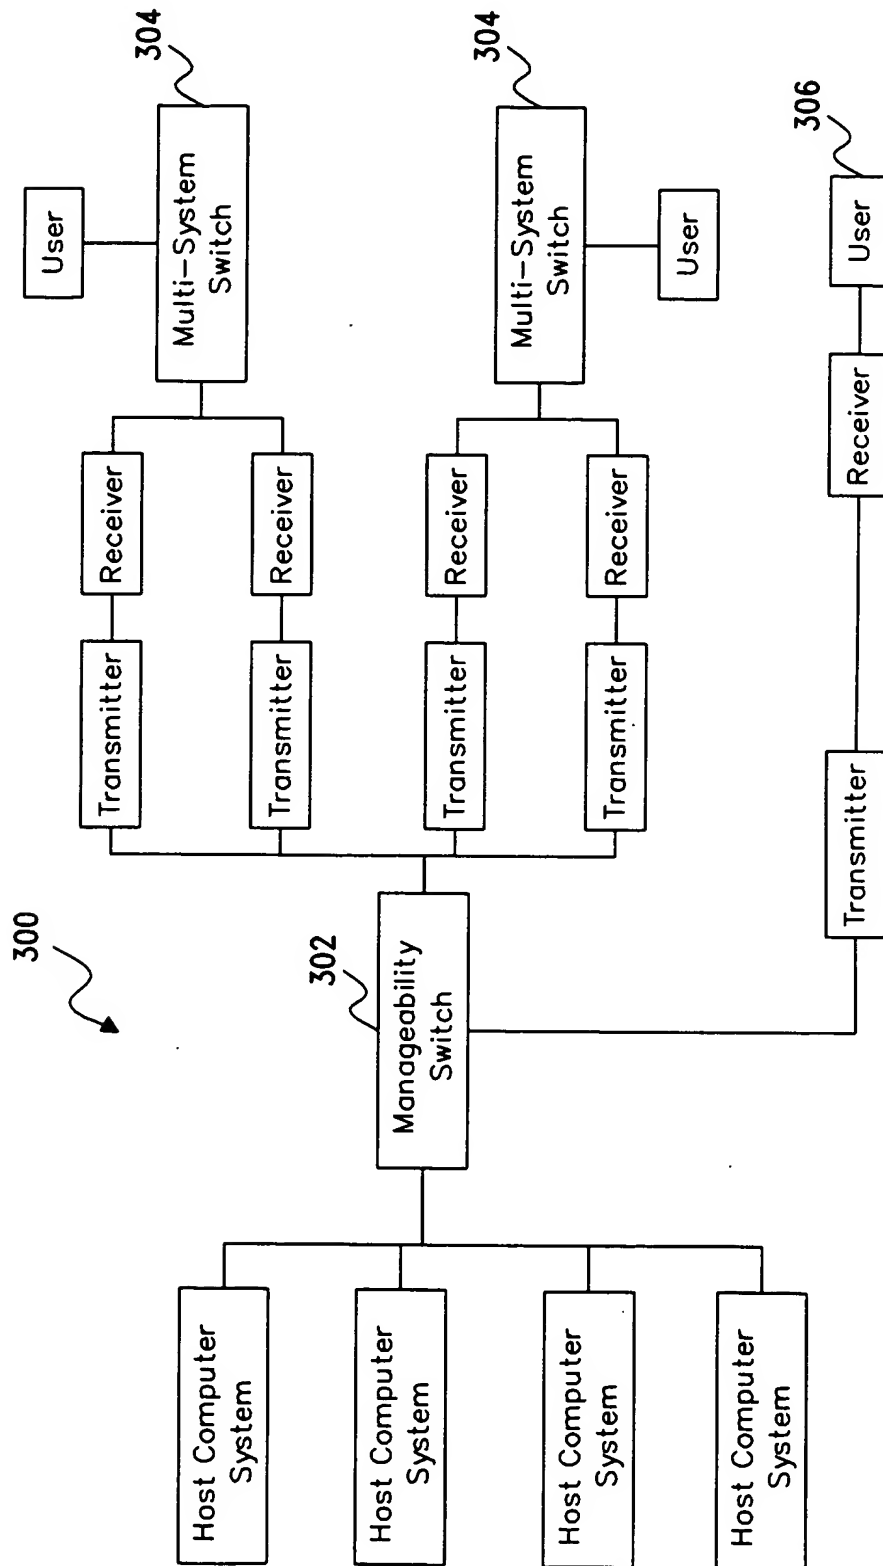 300
Host Computer
System
Host Computer
System
Host Computer
System
Host Computer
System
302
Manageability
Switch
Transmitter
Receiver
Transmitter
Receiver
Transmitter
Receiver
Transmitter
Receiver
User
304
Multi-System
Switch
304
Multi-System
Switch
User
Transmitter
Receiver
306
User